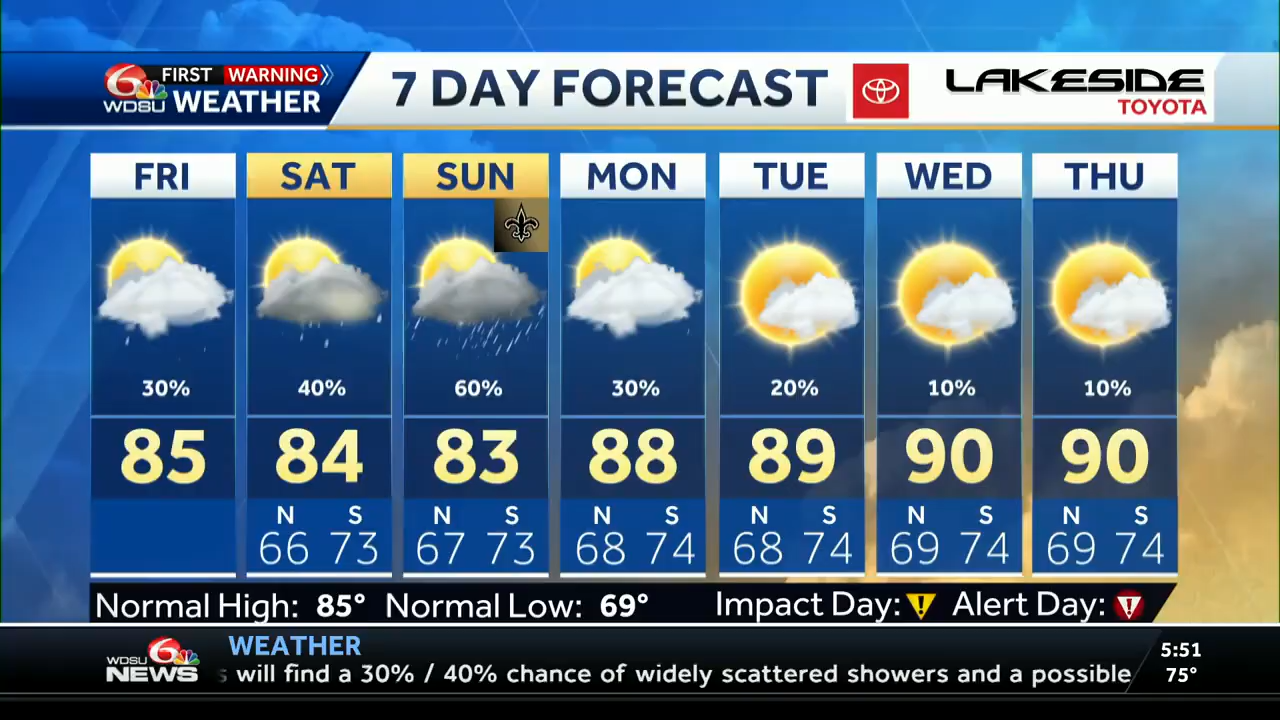 6
WDSU
FIRST WARNING
WEATHER
7 DAY FORECAST
LAKESIDE
TOYOTA
FRI SAT SUN MON TUE WED THU
30% 40% 60% 30% 20% 10% 10%
85 84 83 88 89 90 90
N S N S N S N S N S N S
66 73 67 73 68 74 68 74 69 74 69 74
Normal High: 85° Normal Low: 69° Impact Day: Alert Day:
WDSU 6
NEWS
WEATHER
s will find a 30% / 40% chance of widely scattered showers and a possible
5:51
75°